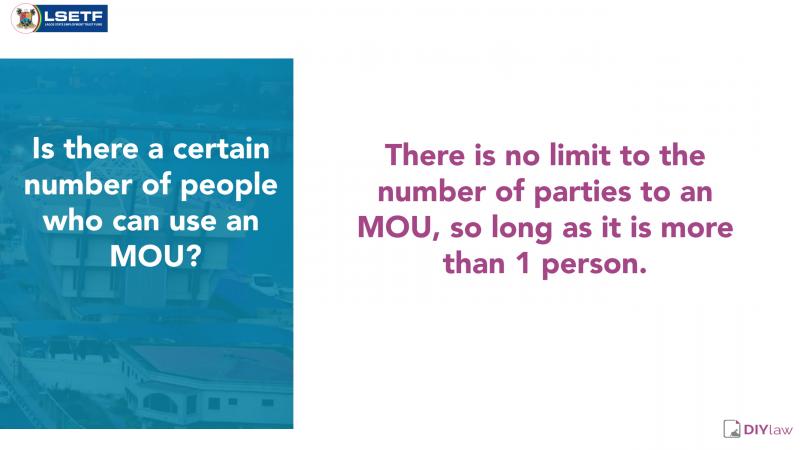 LSETF
LAGOS STATE EMPLOYMENT TRUST FUND
Is there a certain
number of people
who can use an
MOU?
There is no limit to the
number of parties to an
MOU, so long as it is more
than 1 person.
DIYlaw